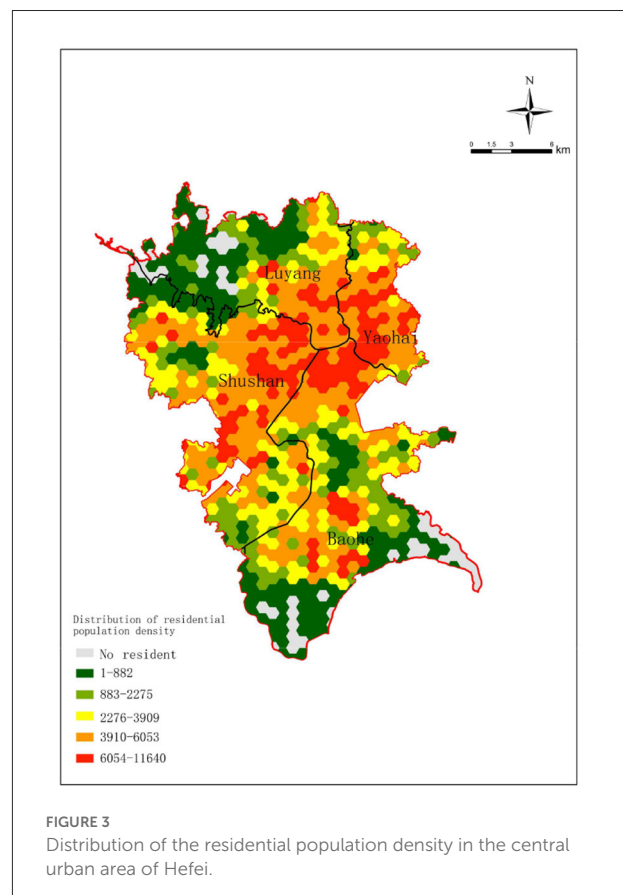 N
0 1.5 3 6
km
Luyang
Yaohai
Shushan
Baohe
Distribution of residential
population density
No resident
1-882
883-2275
2276-3909
3910-6053
6054-11640
FIGURE 3
Distribution of the residential population density in the central
urban area of Hefei.